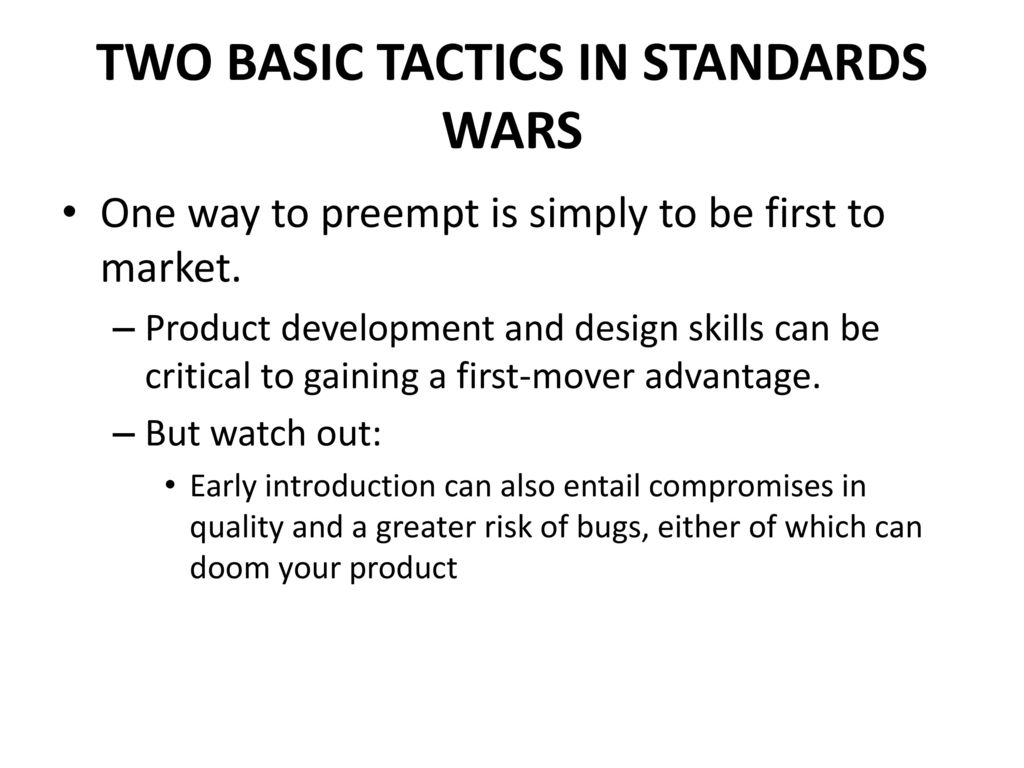 TWO BASIC TACTICS IN STANDARDS
WARS
• One way to preempt is simply to be first to
market.
– Product development and design skills can be
critical to gaining a first-mover advantage.
– But watch out:
• Early introduction can also entail compromises in
quality and a greater risk of bugs, either of which can
doom your product